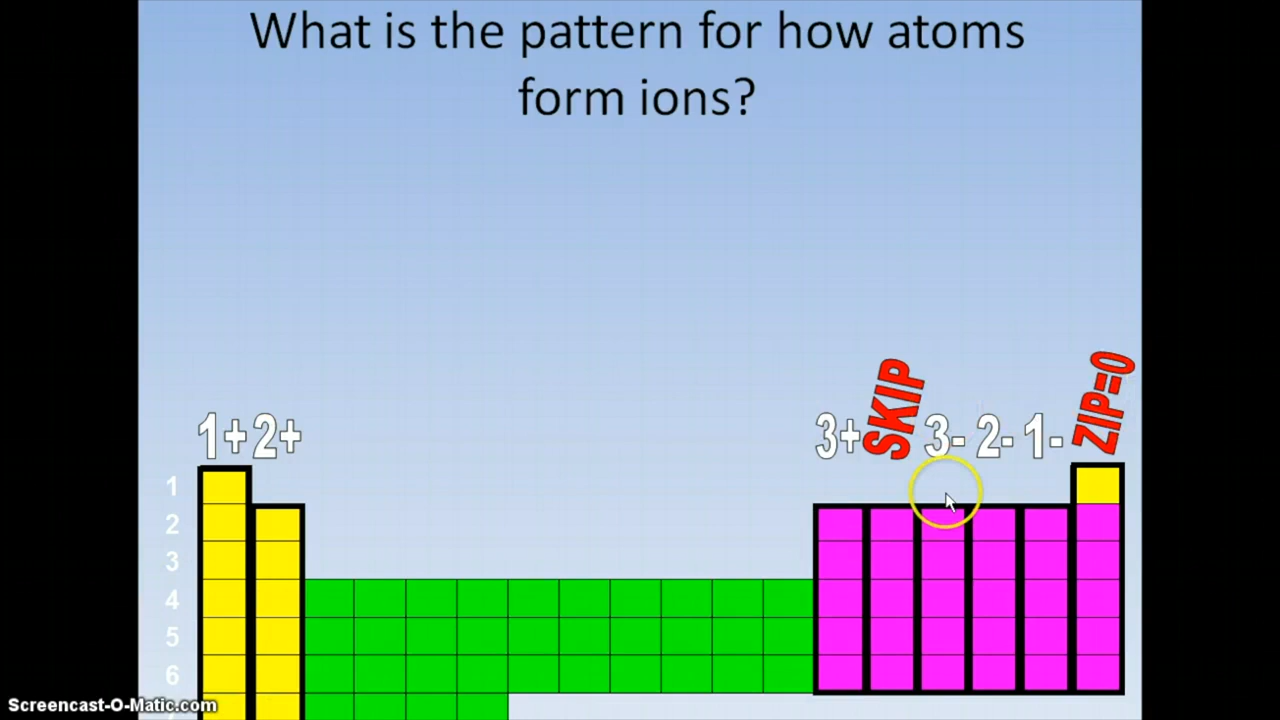 What is the pattern for how atoms
form ions?
1+ 2+ 3+ SKIP 3- 2- 1- ZIP=0
1
2
3
4
5
6
Screencast-O-Matic.com